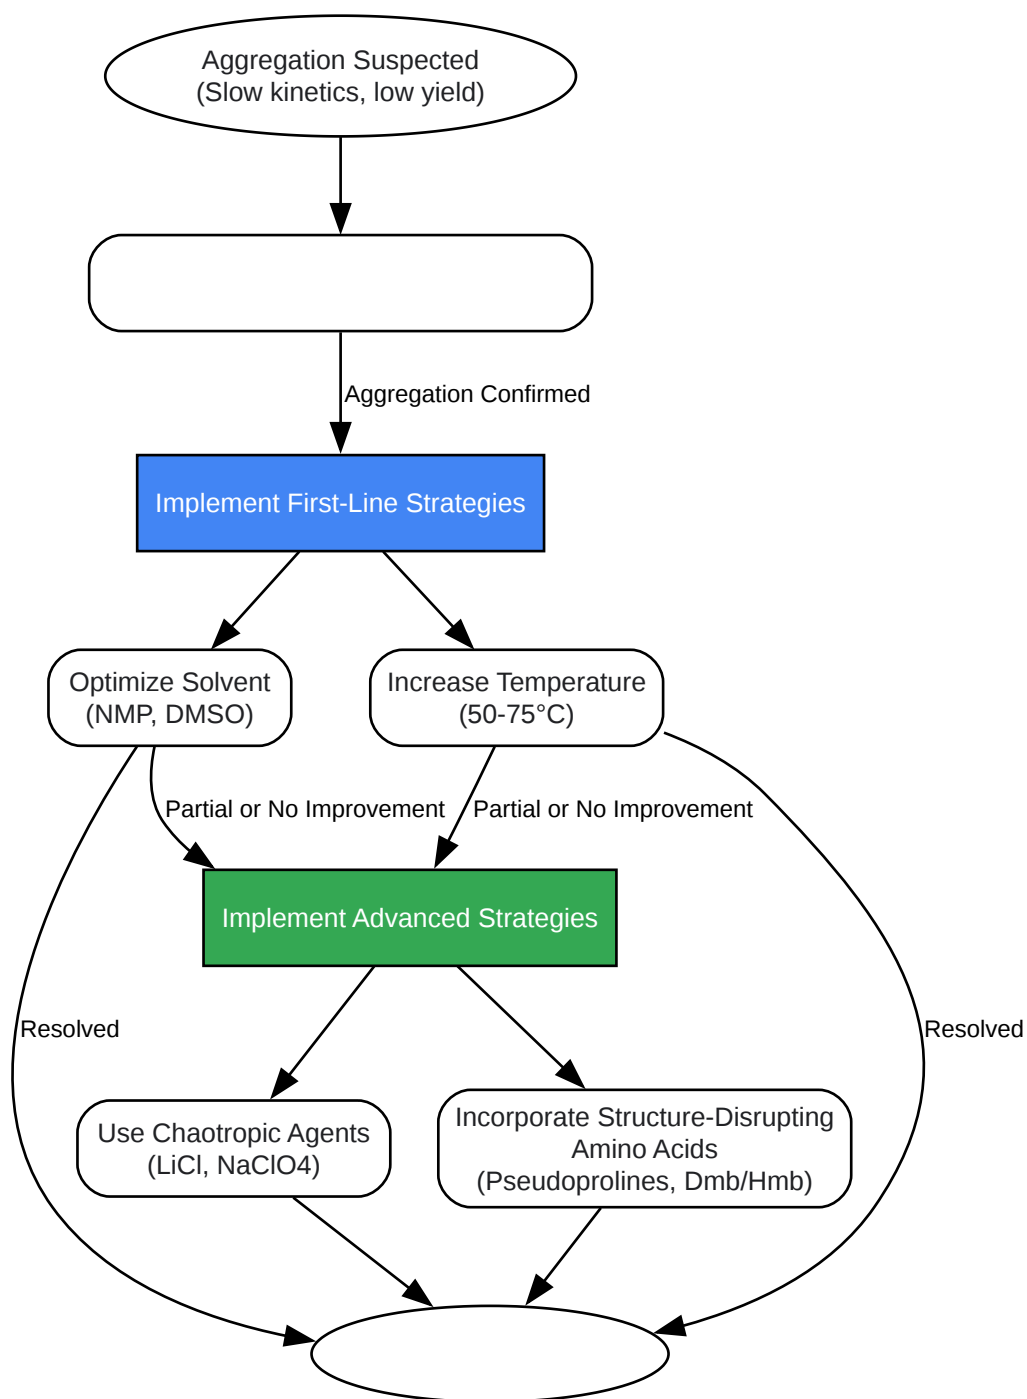 Aggregation Suspected
(Slow kinetics, low yield)
Aggregation Confirmed
Implement First-Line Strategies
Optimize Solvent
(NMP, DMSO)
Increase Temperature
(50-75°C)
Partial or No Improvement
Partial or No Improvement
Implement Advanced Strategies
Resolved
Resolved
Use Chaotropic Agents
(LiCl, NaClO4)
Incorporate Structure-Disrupting
Amino Acids
(Pseudoprolines, Dmb/Hmb)